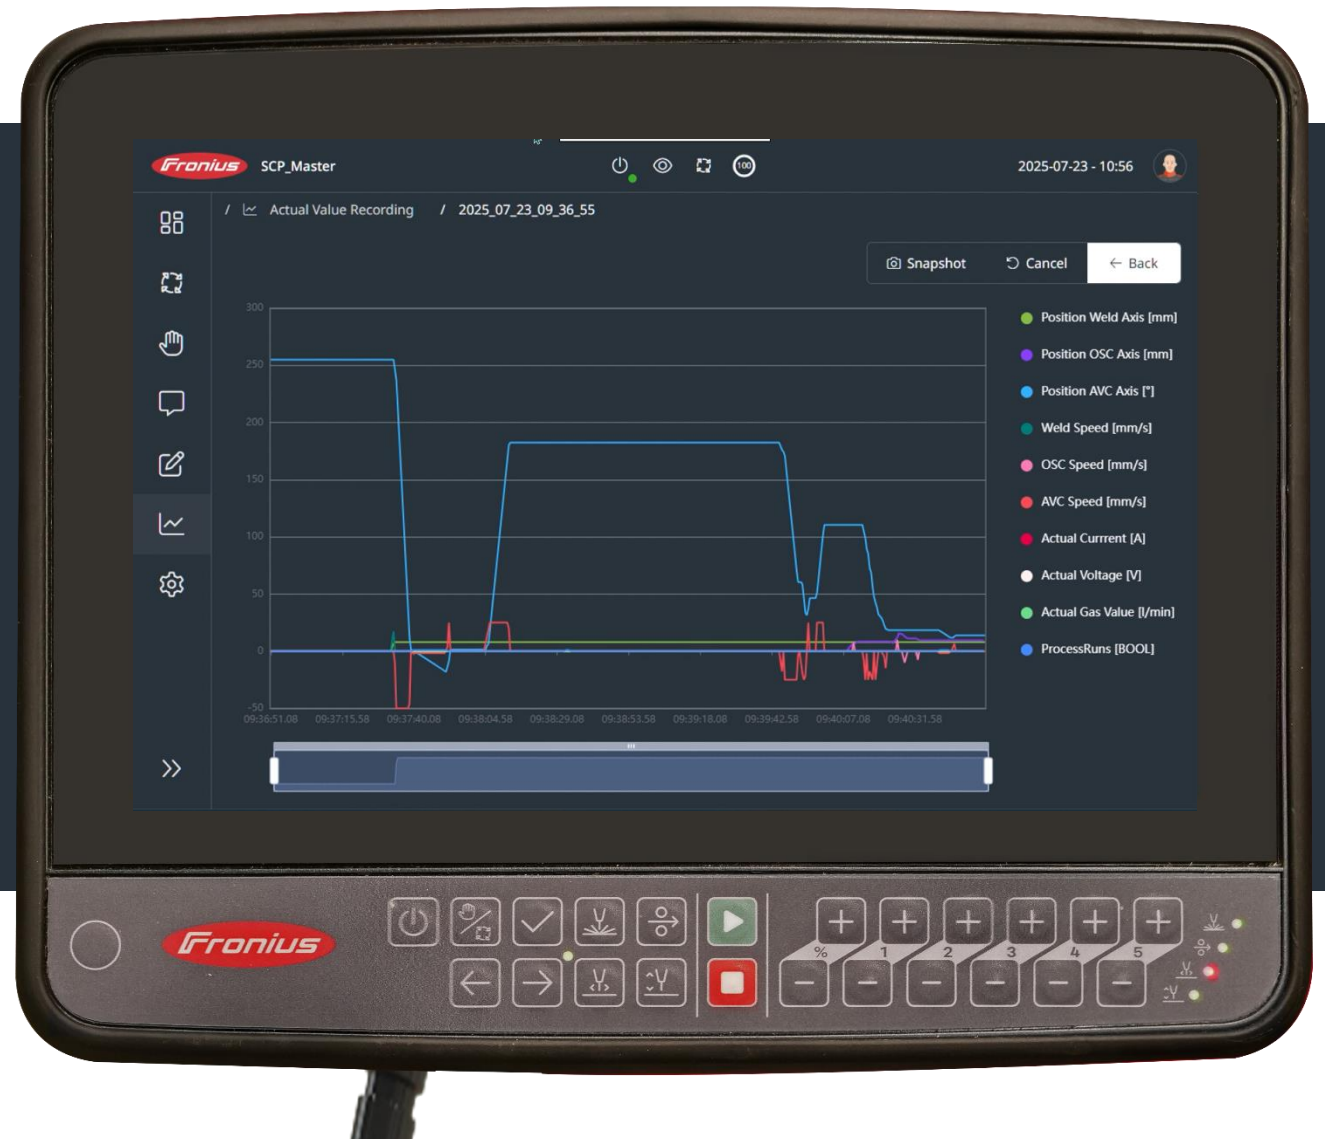 Fronius SCP_Master 100 2025-07-23 - 10:56
/ Actual Value Recording / 2025_07_23_09_36_55
Snapshot Cancel ← Back
300
250
200
150
100
50
0
-50
09:36:51.08 09:37:15.58 09:37:40.08 09:38:04.58 09:38:29.08 09:38:53.58 09:39:18.08 09:39:42.58 09:40:07.08 09:40:31.58
Position Weld Axis [mm]
Position OSC Axis [mm]
Position AVC Axis [°]
Weld Speed [mm/s]
OSC Speed [mm/s]
AVC Speed [mm/s]
Actual Currrent [A]
Actual Voltage [V]
Actual Gas Value [l/min]
ProcessRuns [BOOL]
Fronius
% 1 2 3 4 5